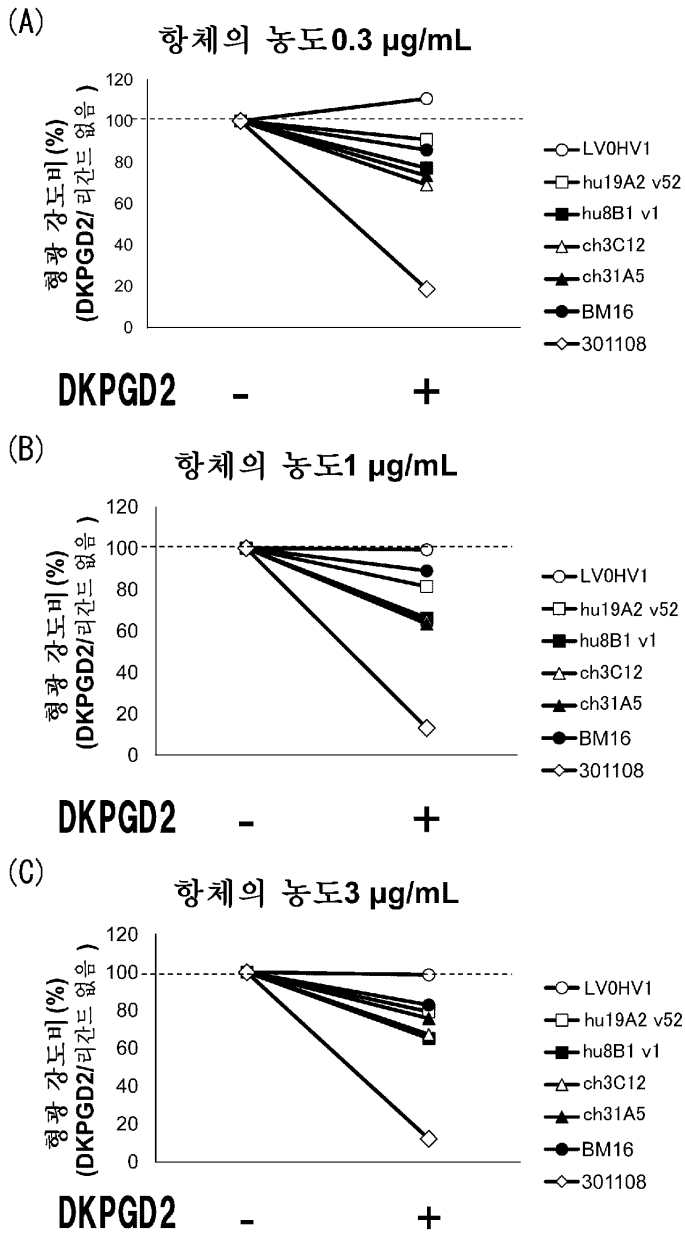 (A)
항체의 농도0.3 µg/mL
형광 강도비(%)
(DKPGD2/리간드 없음)
120
100
80
60
40
20
0
LV0HV1
hu19A2 v52
hu8B1 v1
ch3C12
ch31A5
BM16
301108
DKPGD2 - +
(B)
항체의 농도1 µg/mL
형광 강도비(%)
(DKPGD2/리간드 없음)
120
100
80
60
40
20
0
LV0HV1
hu19A2 v52
hu8B1 v1
ch3C12
ch31A5
BM16
301108
DKPGD2 - +
(C)
항체의 농도3 µg/mL
형광 강도비(%)
(DKPGD2/리간드 없음)
120
100
80
60
40
20
0
LV0HV1
hu19A2 v52
hu8B1 v1
ch3C12
ch31A5
BM16
301108
DKPGD2 - +